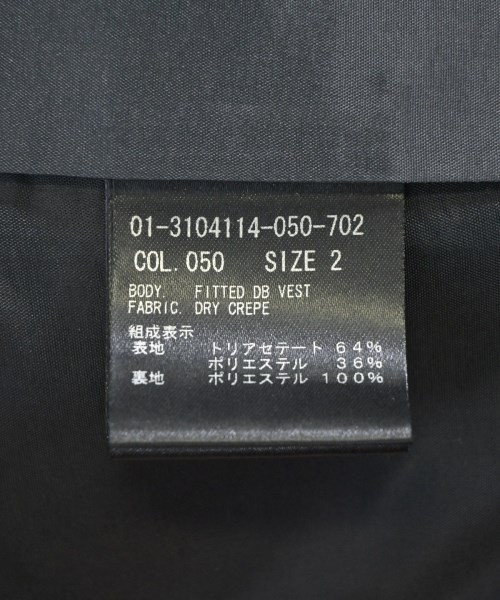 01-3104114-050-702
COL.050 SIZE 2
BODY. FITTED DB VEST
FABRIC. DRY CREPE
組成表示
表地 トリアセテート 64%
ポリエステル 36%
裏地 ポリエステル 100%